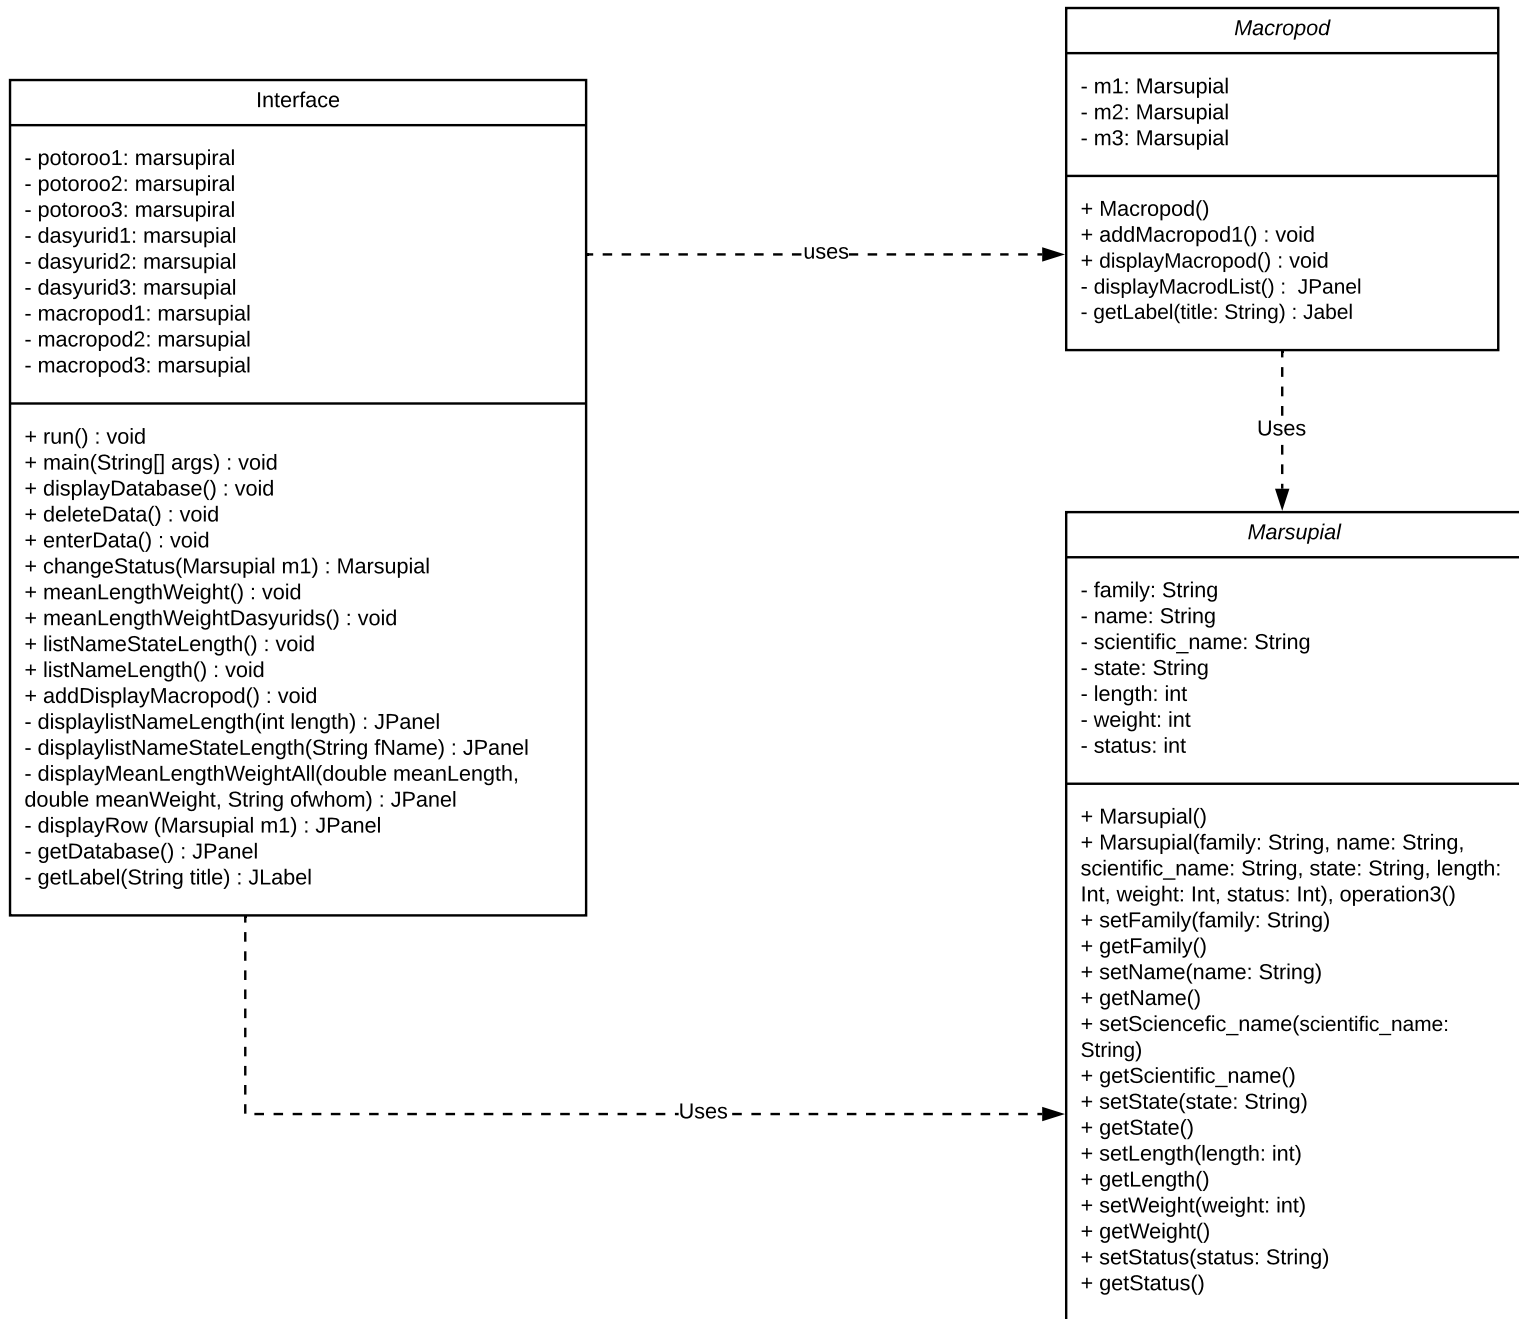 Interface
- potoroo1: marsupiral
- potoroo2: marsupiral
- potoroo3: marsupiral
- dasyurid1: marsupial
- dasyurid2: marsupial
- dasyurid3: marsupial
- macropod1: marsupial
- macropod2: marsupial
- macropod3: marsupial
+ run() : void
+ main(String[] args) : void
+ displayDatabase() : void
+ deleteData() : void
+ enterData() : void
+ changeStatus(Marsupial m1) : Marsupial
+ meanLengthWeight() : void
+ meanLengthWeightDasyurids() : void
+ listNameStateLength() : void
+ listNameLength() : void
+ addDisplayMacropod() : void
- displaylistNameLength(int length) : JPanel
- displaylistNameStateLength(String fName) : JPanel
- displayMeanLengthWeightAll(double meanLength,
double meanWeight, String ofwhom) : JPanel
- displayRow (Marsupial m1) : JPanel
- getDatabase() : JPanel
- getLabel(String title) : JLabel
uses
Macropod
- m1: Marsupial
- m2: Marsupial
- m3: Marsupial
+ Macropod()
+ addMacropod1() : void
+ displayMacropod() : void
- displayMacrodList() :  JPanel
- getLabel(title: String) : Jabel
Uses
Marsupial
- family: String
- name: String
- scientific_name: String
- state: String
- length: int
- weight: int
- status: int
+ Marsupial()
+ Marsupial(family: String, name: String,
scientific_name: String, state: String, length:
Int, weight: Int, status: Int), operation3()
+ setFamily(family: String)
+ getFamily()
+ setName(name: String)
+ getName()
+ setSciencefic_name(scientific_name:
String)
+ getScientific_name()
+ setState(state: String)
+ getState()
+ setLength(length: int)
+ getLength()
+ setWeight(weight: int)
+ getWeight()
+ setStatus(status: String)
+ getStatus()
Uses